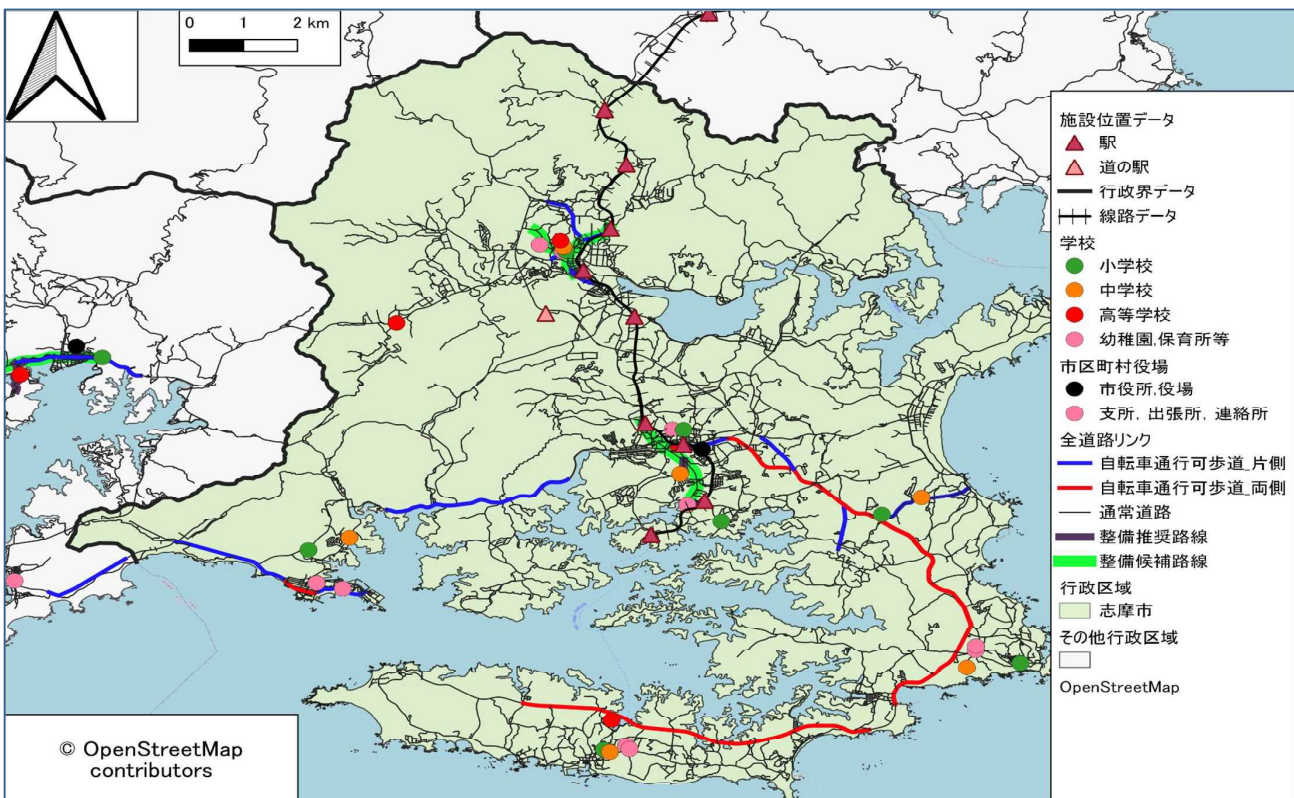 0 1 2 km
施設位置データ
駅
道の駅
行政界データ
線路データ
学校
小学校
中学校
高等学校
幼稚園,保育所等
市区町村役場
市役所,役場
支所, 出張所, 連絡所
全道路リンク
自転車通行可歩道_片側
自転車通行可歩道_両側
通常道路
整備推奨路線
整備候補路線
行政区域
志摩市
その他行政区域
OpenStreetMap
© OpenStreetMap
contributors